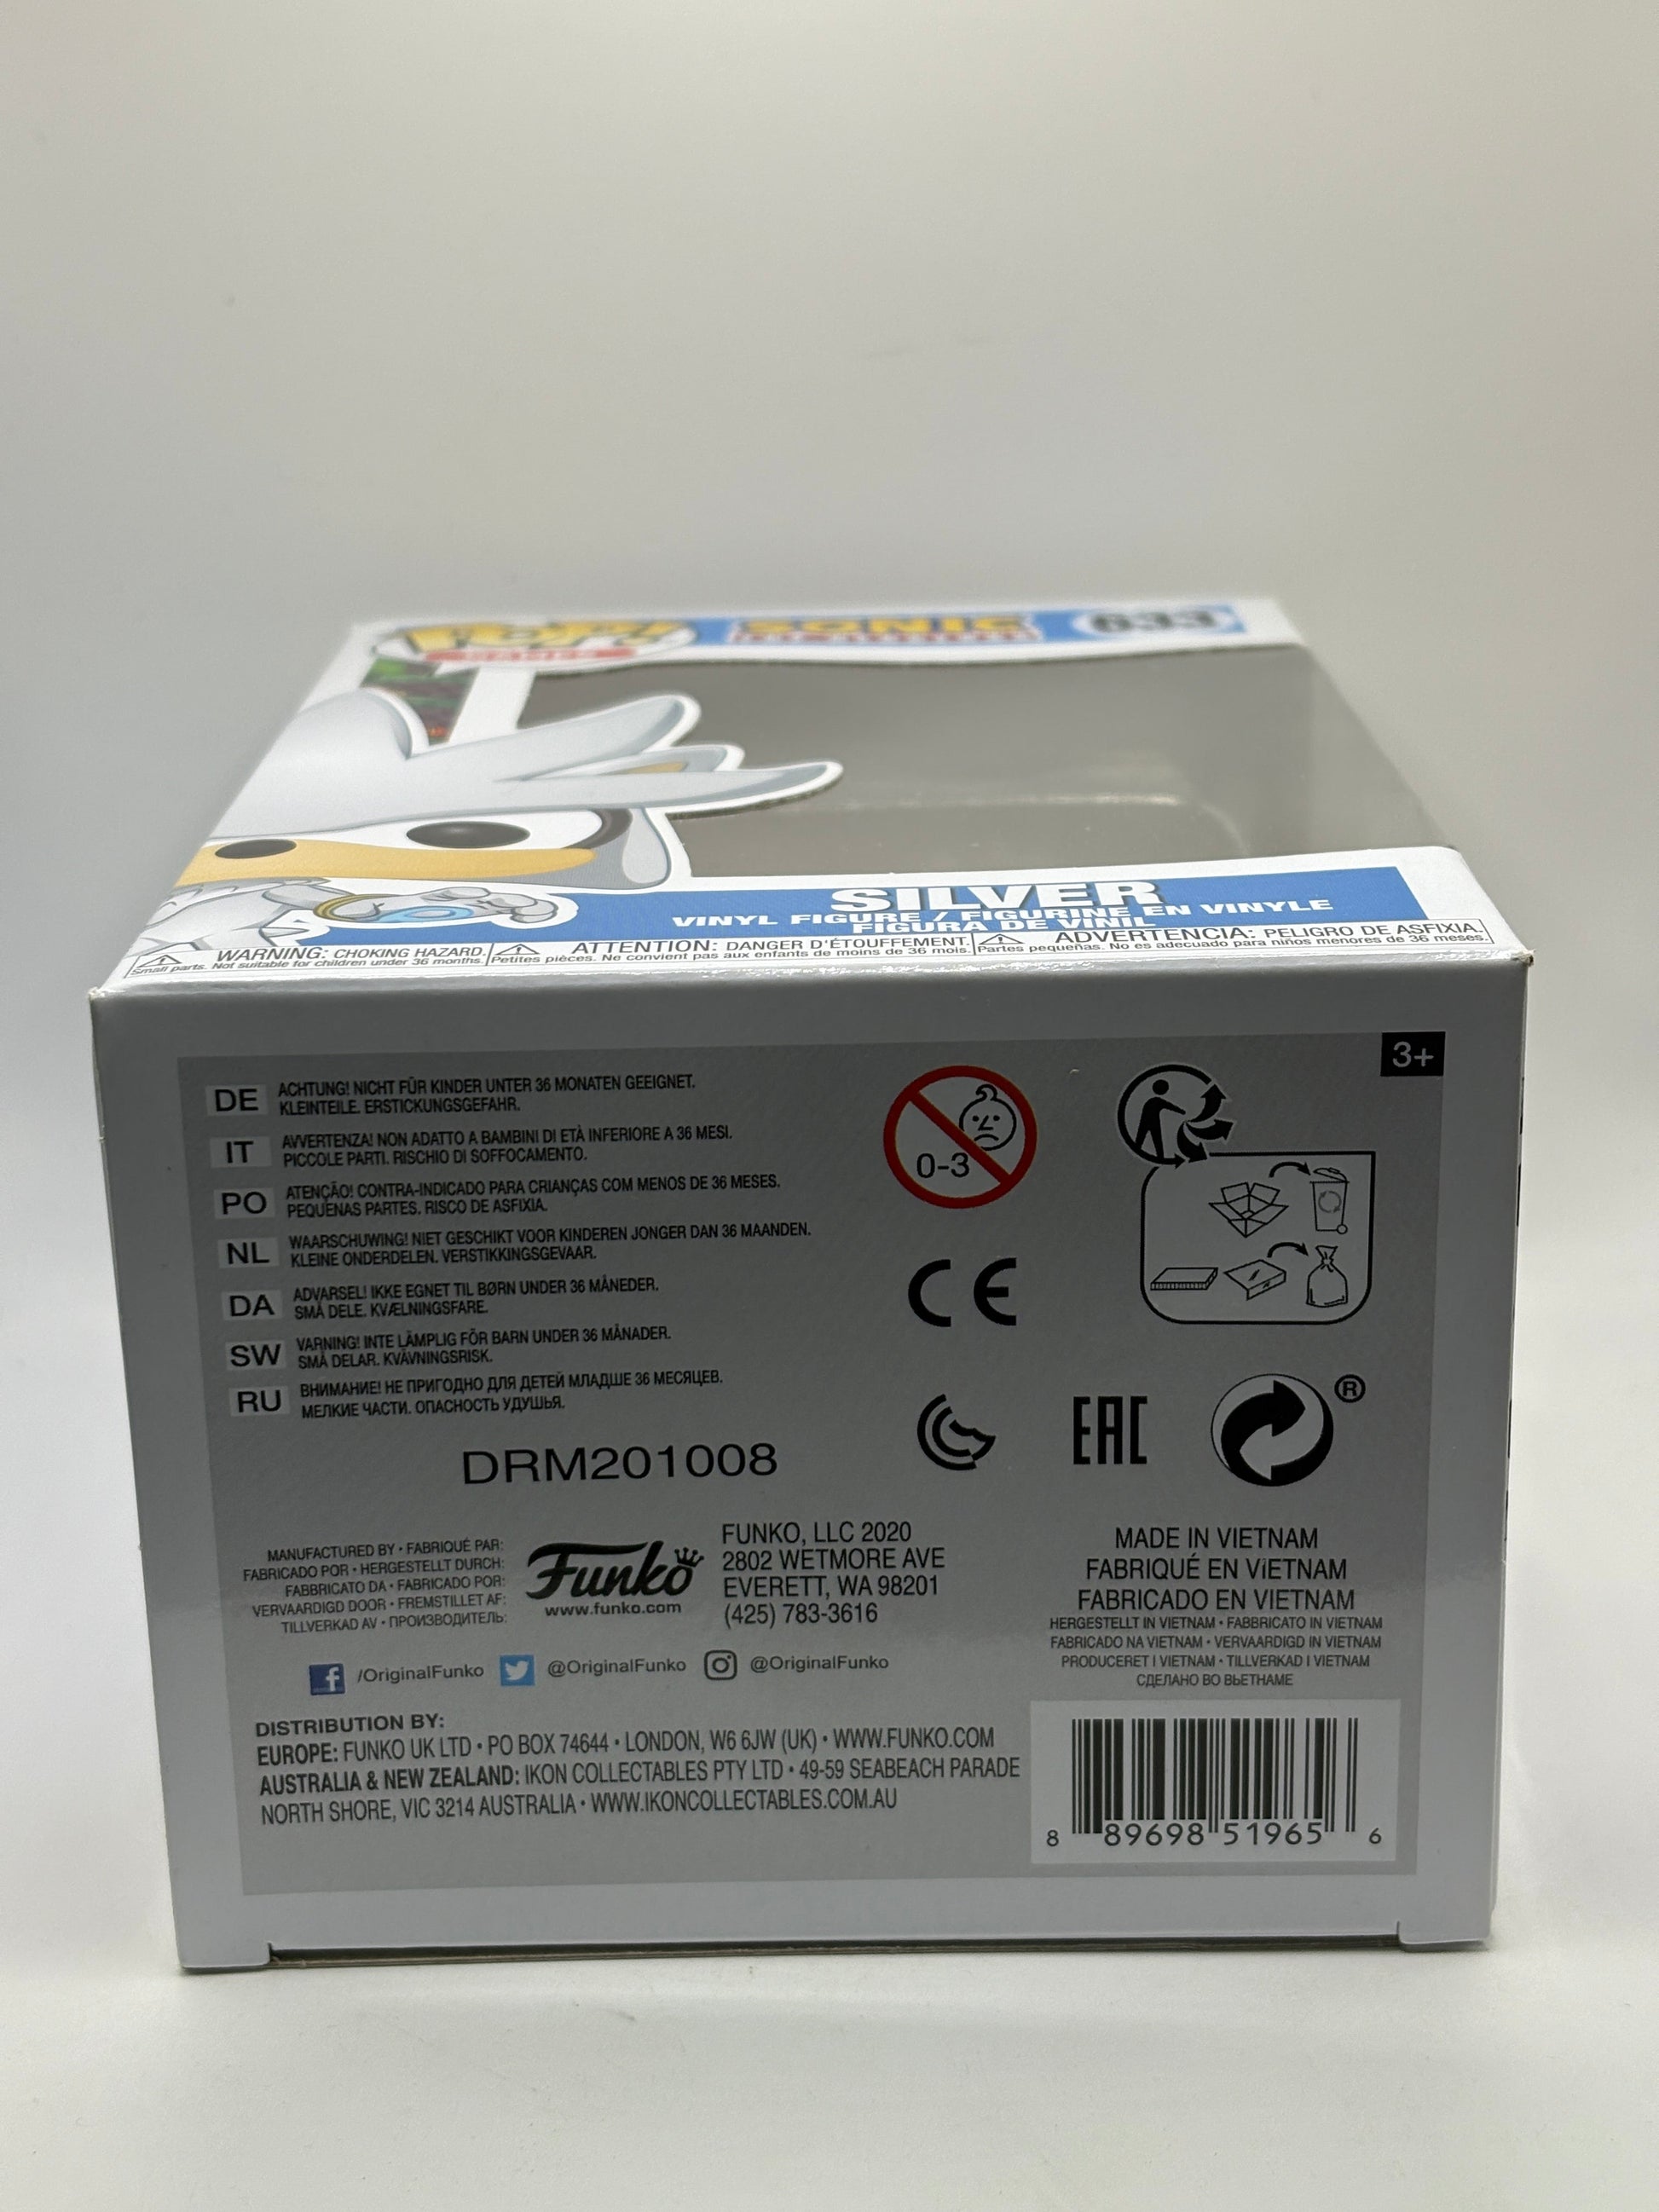 POP!
SONIC
633
SILVER
VINYL FIGURE / FIGURINE EN VINYLE
FIGURA DE VINIL
WARNING: CHOKING HAZARD.
Small parts. Not suitable for children under 36 months.
ATTENTION: DANGER D'ÉTOUFFEMENT.
Petites pièces. Ne convient pas aux enfants de moins de 36 mois.
ADVERTENCIA: PELIGRO DE ASFIXIA.
Partes pequeñas. No es adecuado para niños menores de 36 meses.
3+
DE ACHTUNG! NICHT FÜR KINDER UNTER 36 MONATEN GEEIGNET.
KLEINTEILE. ERSTICKUNGSGEFAHR.
IT AVVERTENZA! NON ADATTO A BAMBINI DI ETÀ INFERIORE A 36 MESI.
PICCOLE PARTI. RISCHIO DI SOFFOCAMENTO.
PO ATENÇÃO! CONTRA-INDICADO PARA CRIANÇAS COM MENOS DE 36 MESES.
PEQUENAS PARTES. RISCO DE ASFIXIA.
NL WAARSCHUWING! NIET GESCHIKT VOOR KINDEREN JONGER DAN 36 MAANDEN.
KLEINE ONDERDELEN. VERSTIKKINGSGEVAAR.
DA ADVARSEL! IKKE EGNET TIL BØRN UNDER 36 MÅNEDER.
SMÅ DELE. KVÆLNINGSFARE.
SW VARNING! INTE LÄMPLIG FÖR BARN UNDER 36 MÅNADER.
SMÅ DELAR. KVÄVNINGSRISK.
RU ВНИМАНИЕ! НЕ ПРИГОДНО ДЛЯ ДЕТЕЙ МЛАДШЕ 36 МЕСЯЦЕВ.
МЕЛКИЕ ЧАСТИ. ОПАСНОСТЬ УДУШЬЯ.
0-3
CE
EAC
®
DRM201008
MANUFACTURED BY • FABRIQUÉ PAR:
FABRICADO POR • HERGESTELLT DURCH:
FABBRICATO DA • FABRICADO POR:
VERVAARDIGD DOOR • FREMSTILLET AF:
TILLVERKAD AV • ПРОИЗВОДИТЕЛЬ:
Funko
www.funko.com
FUNKO, LLC 2020
2802 WETMORE AVE
EVERETT, WA 98201
(425) 783-3616
MADE IN VIETNAM
FABRIQUÉ EN VIETNAM
FABRICADO EN VIETNAM
HERGESTELLT IN VIETNAM • FABBRICATO IN VIETNAM
FABRICADO NA VIETNAM • VERVAARDIGD IN VIETNAM
PRODUCERET I VIETNAM • TILLVERKAD I VIETNAM
СДЕЛАНО ВО ВЬЕТНАМЕ
/OriginalFunko @OriginalFunko @OriginalFunko
DISTRIBUTION BY:
EUROPE: FUNKO UK LTD • PO BOX 74644 • LONDON, W6 6JW (UK) • WWW.FUNKO.COM
AUSTRALIA & NEW ZEALAND: IKON COLLECTABLES PTY LTD • 49-59 SEABEACH PARADE
NORTH SHORE, VIC 3214 AUSTRALIA • WWW.IKONCOLLECTABLES.COM.AU
8 89698 51965 6